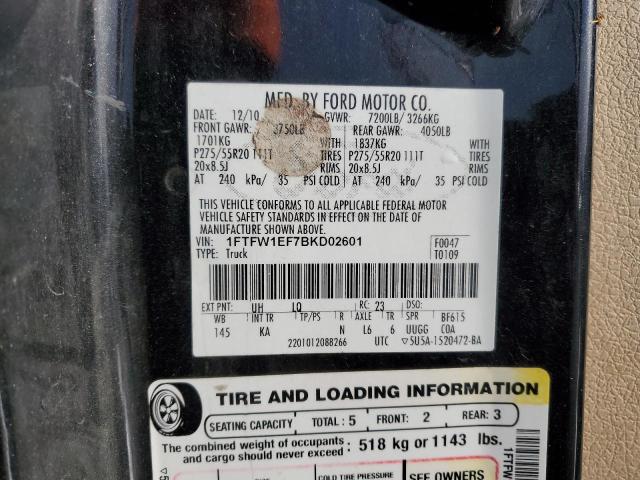 MFD. BY FORD MOTOR CO.
DATE: 12/10 GVWR: 7200LB/ 3266KG
FRONT GAWR: 3750LB REAR GAWR: 4050LB
1701KG WITH 1837KG WITH
P275/55R20 111T TIRES P275/55R20 111T TIRES
20x8.5J RIMS 20x8.5J RIMS
AT 240 kPa/ 35 PSI COLD AT 240 kPa/ 35 PSI COLD
THIS VEHICLE CONFORMS TO ALL APPLICABLE FEDERAL MOTOR
VEHICLE SAFETY STANDARDS IN EFFECT ON THE DATE OF
MANUFACTURE SHOWN ABOVE.
VIN: 1FTFW1EF7BKD02601 F0047
TYPE: Truck T0109
EXT PNT: UH LQ RC: 23 DSO:
WB INT TR TP/PS R AXLE TR SPR BF615
145 KA N L6 6 UUGG COA
2201012088266 UTC ▽5U5A-1520472-BA
TIRE AND LOADING INFORMATION
SEATING CAPACITY TOTAL : 5 FRONT: 2 REAR: 3
The combined weight of occupants and cargo should never exceed: 518 kg or 1143 lbs.
SEE OWNERS
1FTFW